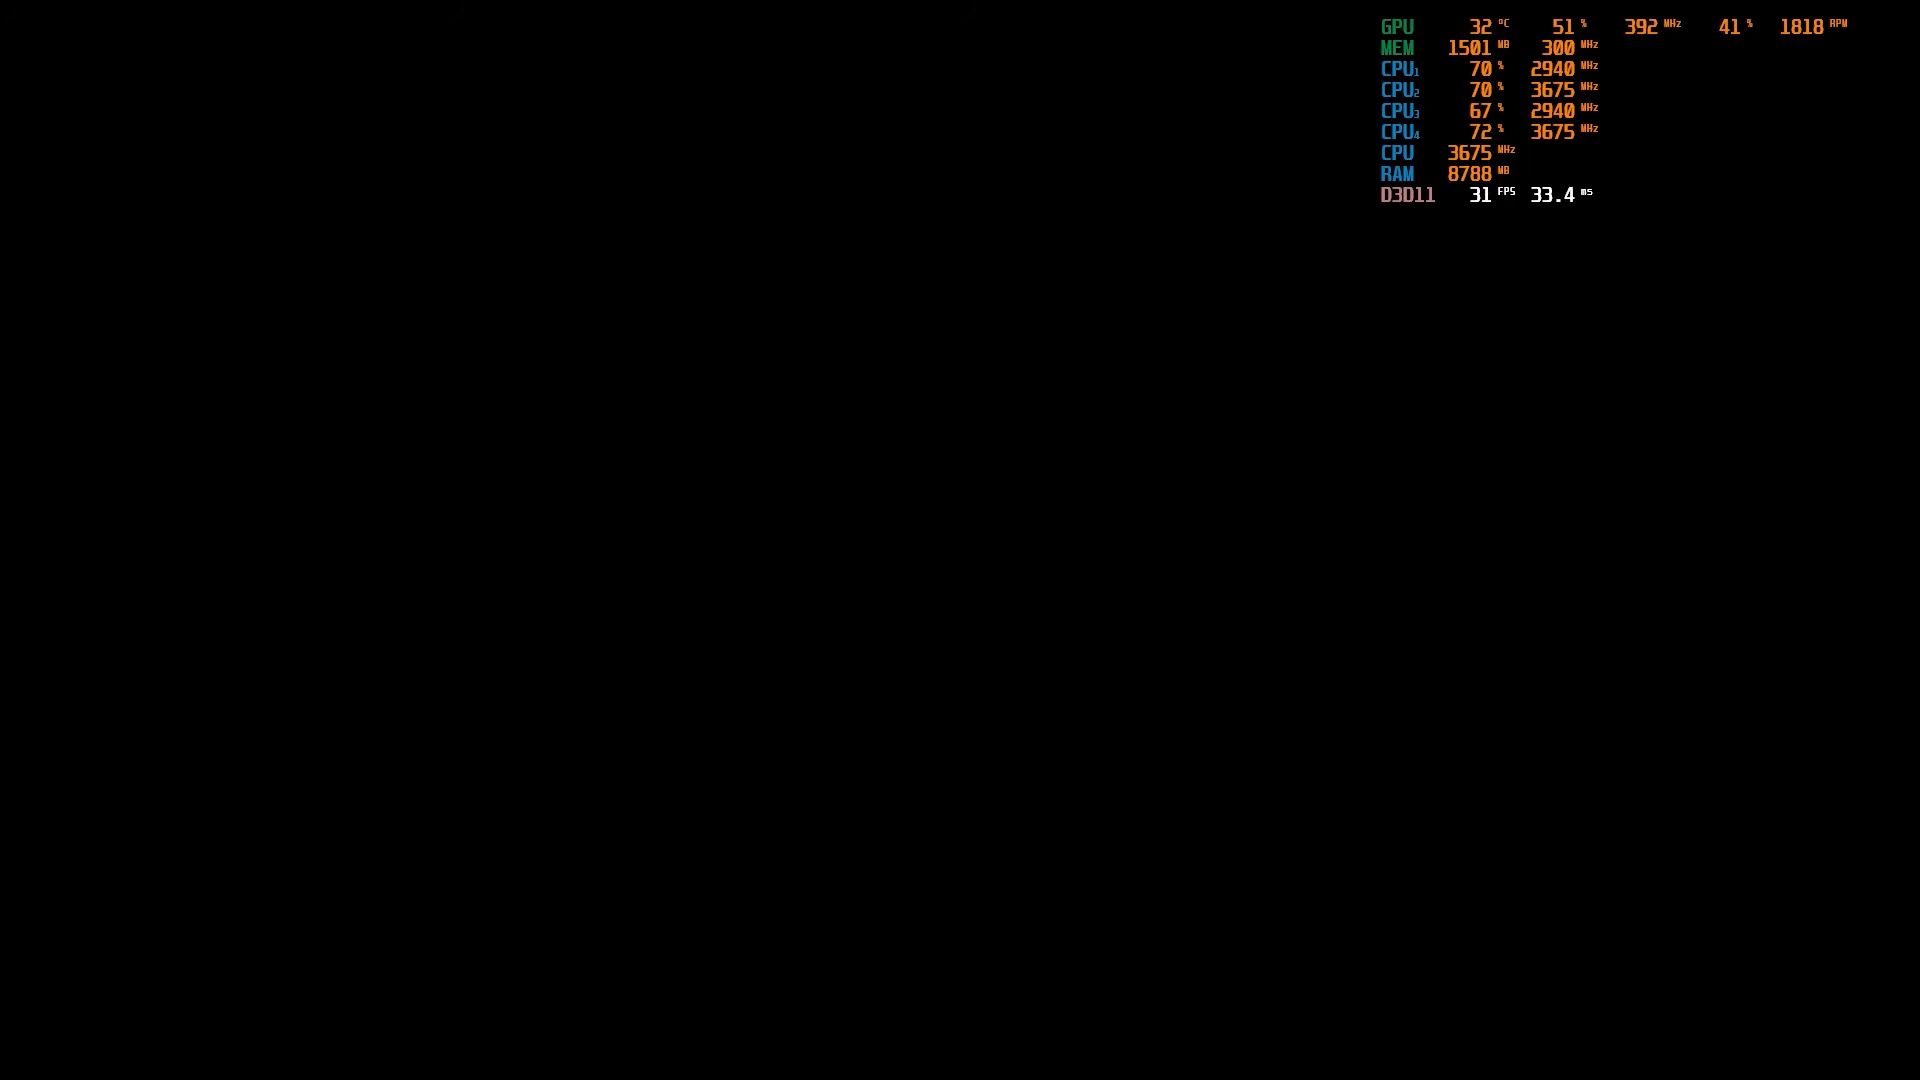 GPU 32 °C 51 % 392 MHz 41 % 1818 RPM
MEM 1501 MB 300 MHz
CPU1 70 % 2940 MHz
CPU2 70 % 3675 MHz
CPU3 67 % 2940 MHz
CPU4 72 % 3675 MHz
CPU 3675 MHz
RAM 8788 MB
D3D11 31 FPS 33.4 ms